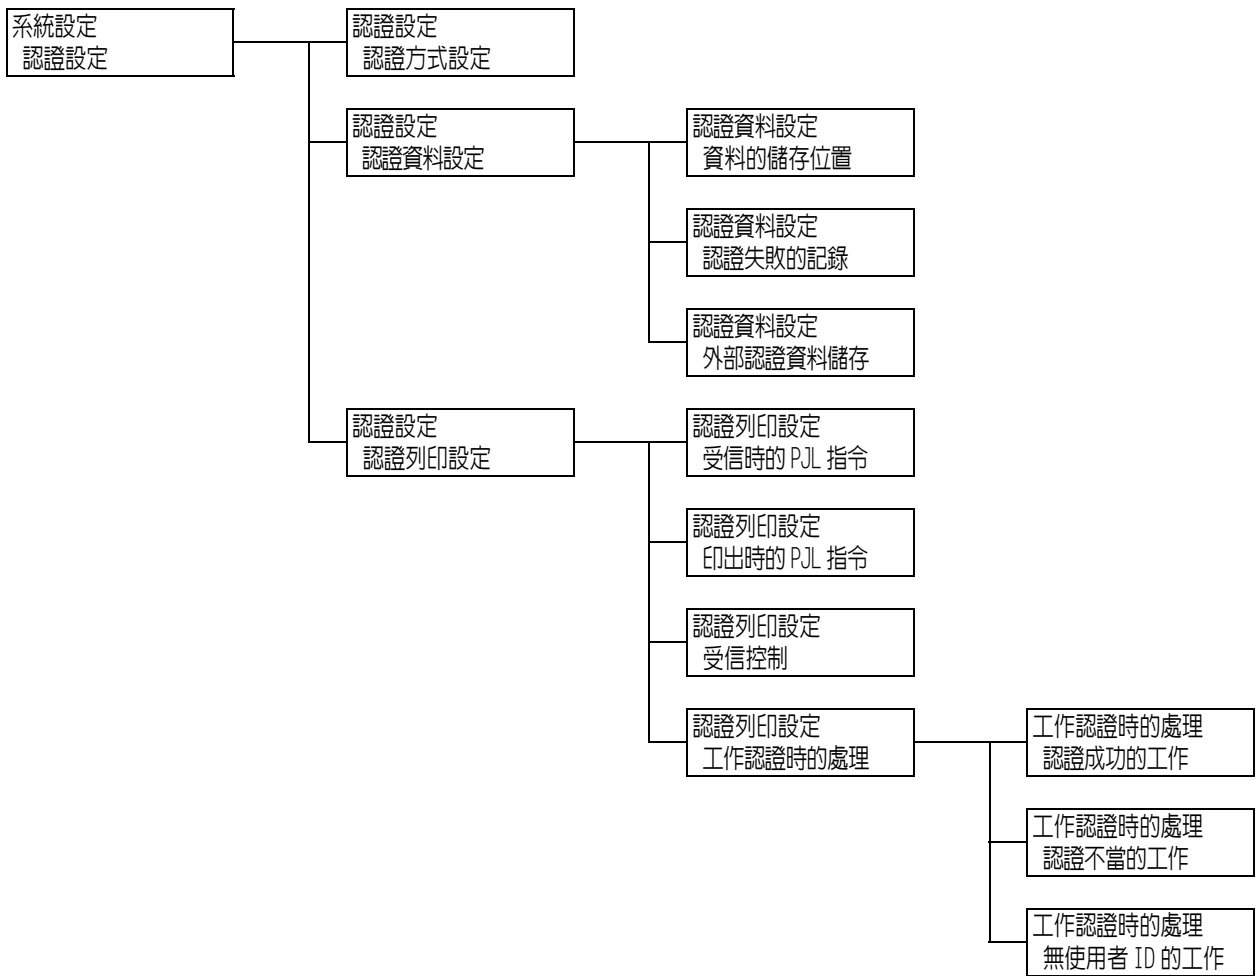 系統設定
認證設定
認證設定
認證方式設定
認證設定
認證資料設定
認證資料設定
資料的儲存位置
認證資料設定
認證失敗的記錄
認證資料設定
外部認證資料儲存
認證設定
認證列印設定
認證列印設定
受信時的 PJL 指令
認證列印設定
印出時的 PJL 指令
認證列印設定
受信控制
認證列印設定
工作認證時的處理
工作認證時的處理
認證成功的工作
工作認證時的處理
認證不當的工作
工作認證時的處理
無使用者 ID 的工作